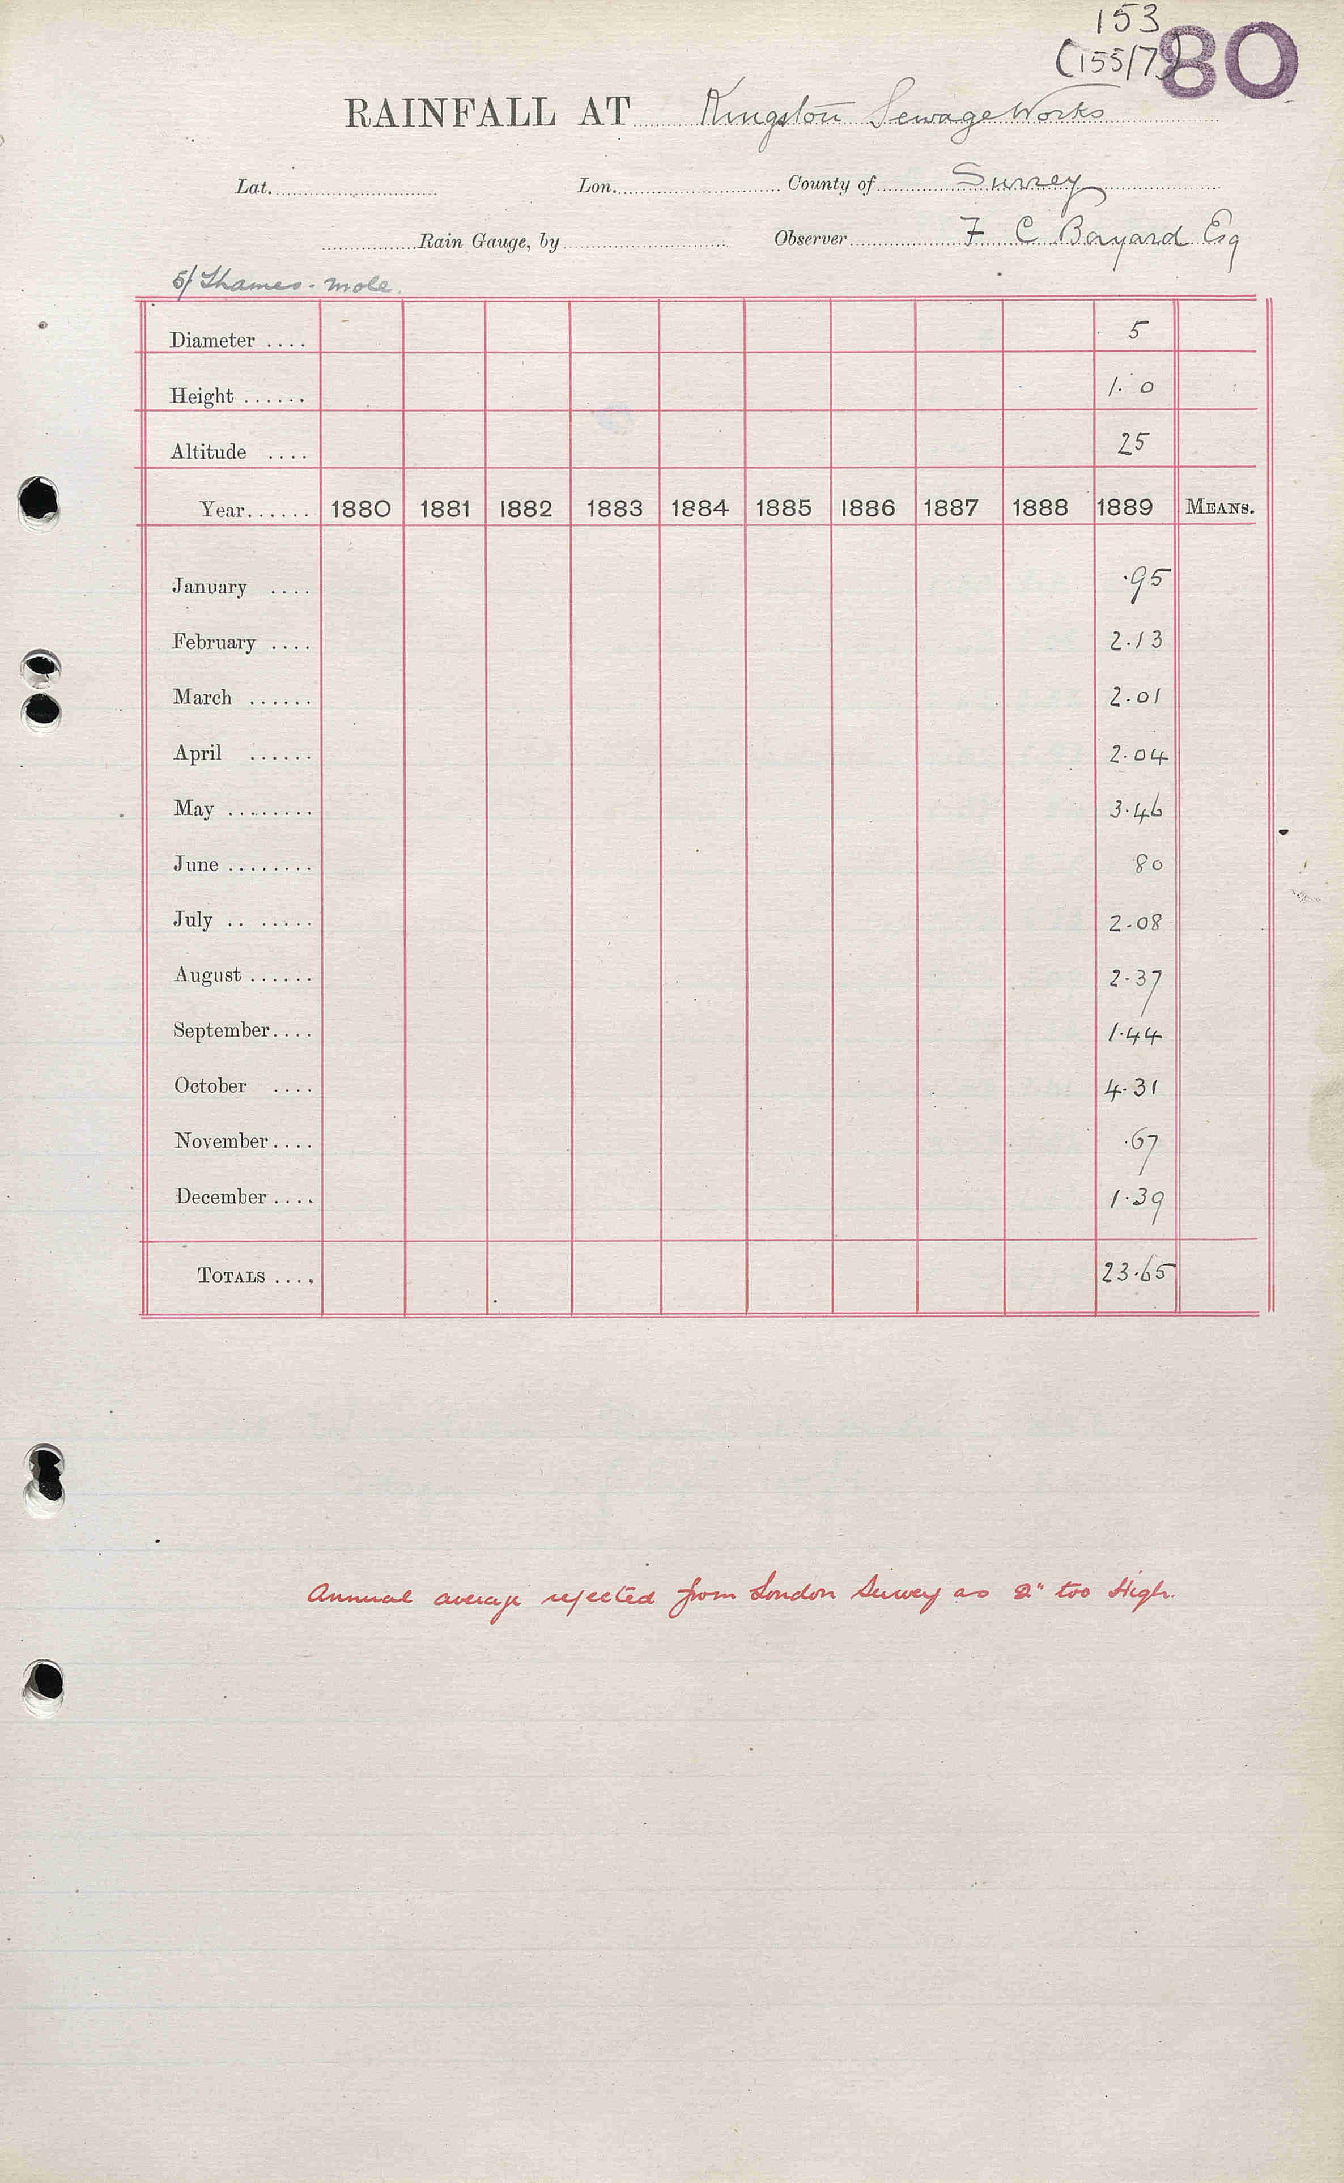 153
(155/7)
80
RAINFALL AT Kingston Sewage Works
Lat. Lon. County of Surrey
Rain Gauge, by Observer F C Bayard Esq
5/ Thames - mole.
Diameter .... 5
Height ...... 1. 0
Altitude .... 25
Year...... 1880 1881 1882 1883 1884 1885 1886 1887 1888 1889 MEANS.
January .... .95
February .... 2.13
March ...... 2.01
April ...... 2.04
May ........ 3.46
June ........ 80
July .. ...... 2.08
August ...... 2.37
September.... 1.44
October .... 4.31
November.... .67
December.... 1.39
TOTALS .... 23.65
Annual average rejected from London Survey as 2" too High.